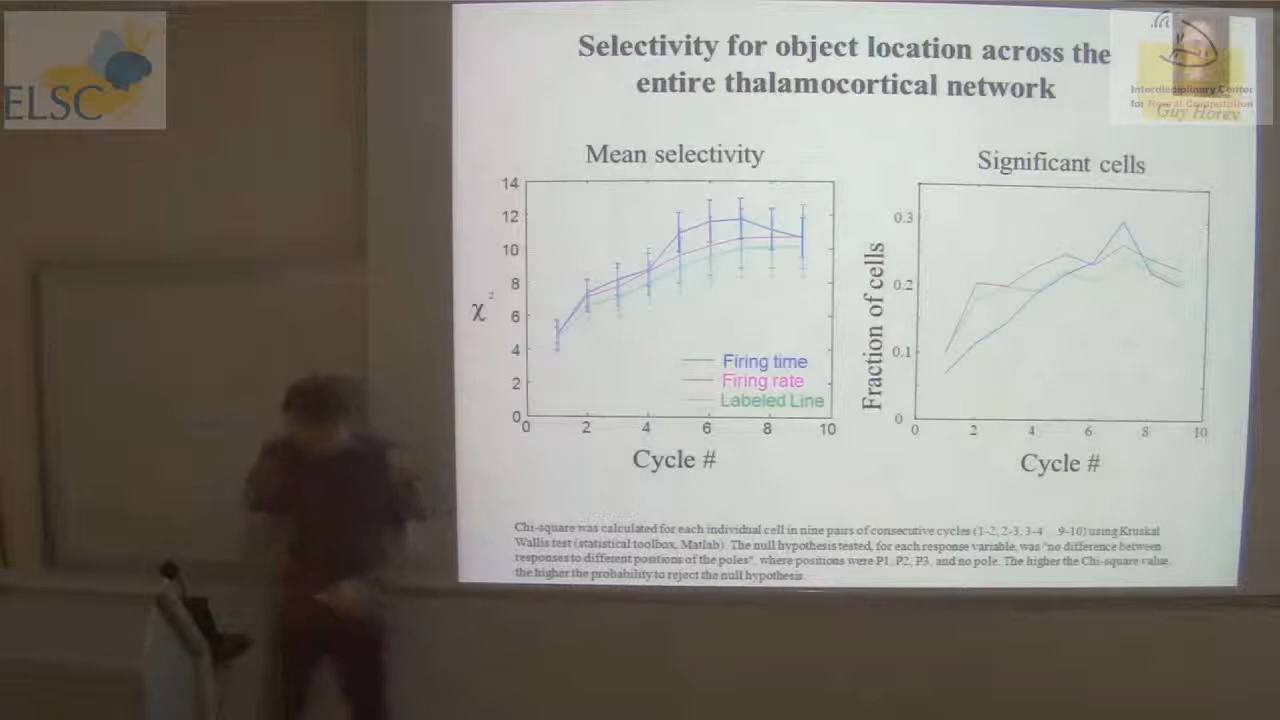 ELSC
Selectivity for object location across the
entire thalamocortical network
Interdisciplinary Center
for Neural Computation
Guy Horev
Mean selectivity
14
12
10
8
6
4
2
0
χ²
Firing time
Firing rate
Labeled Line
0 2 4 6 8 10
Cycle #
Significant cells
0.3
0.2
0.1
0
Fraction of cells
0 2 4 6 8 10
Cycle #
Chi-square was calculated for each individual cell in nine pairs of consecutive cycles (1-2, 2-3, 3-4 9-10) using Kruskal
Wallis test (statistical toolbox, Matlab). The null hypothesis tested, for each response variable, was "no difference between
responses to different positions of the poles", where positions were P1, P2, P3, and no pole. The higher the Chi-square value,
the higher the probability to reject the null hypothesis